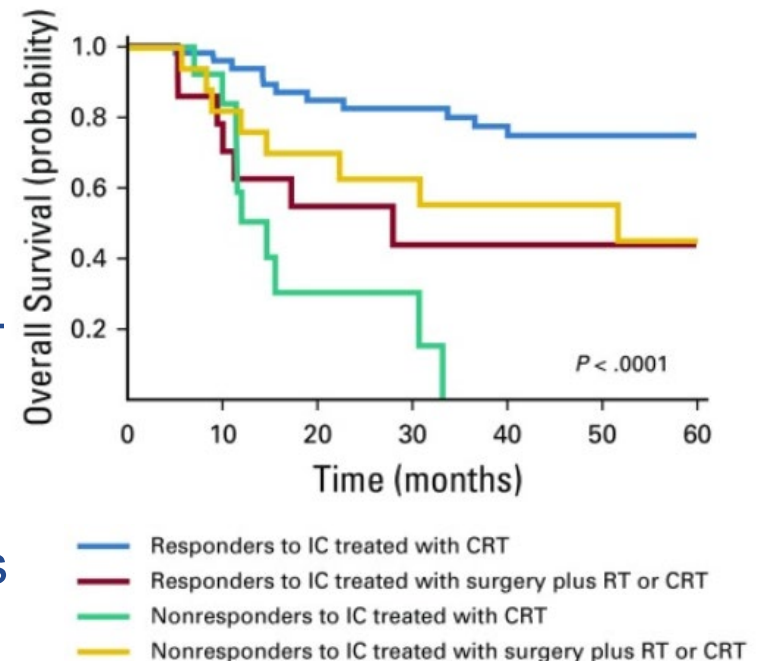 Overall Survival (probability)
1.0
0.8
0.6
0.4
0.2
P < .0001
0 10 20 30 40 50 60
Time (months)
Responders to IC treated with CRT
Responders to IC treated with surgery plus RT or CRT
Nonresponders to IC treated with CRT
Nonresponders to IC treated with surgery plus RT or CRT
s